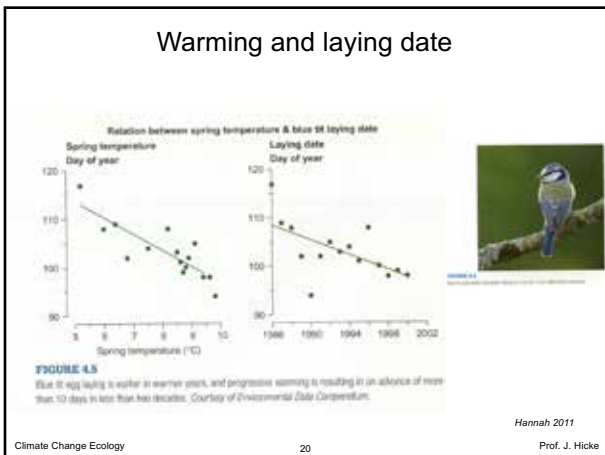 Warming and laying date
Relation between spring temperature & blue tit laying date
Spring temperature
Day of year
Laying date
Day of year
120
110
100
90
5 6 7 8 9 10
Spring temperature (°C)
120
110
100
90
1986 1990 1994 1998 2002
FIGURE 4.5
Blue tit egg laying is earlier in warmer years, and progressive warming is resulting in an advance of more
than 10 days in less than two decades. Courtesy of Environmental Data Compendium.
Hannah 2011
Climate Change Ecology
20
Prof. J. Hicke